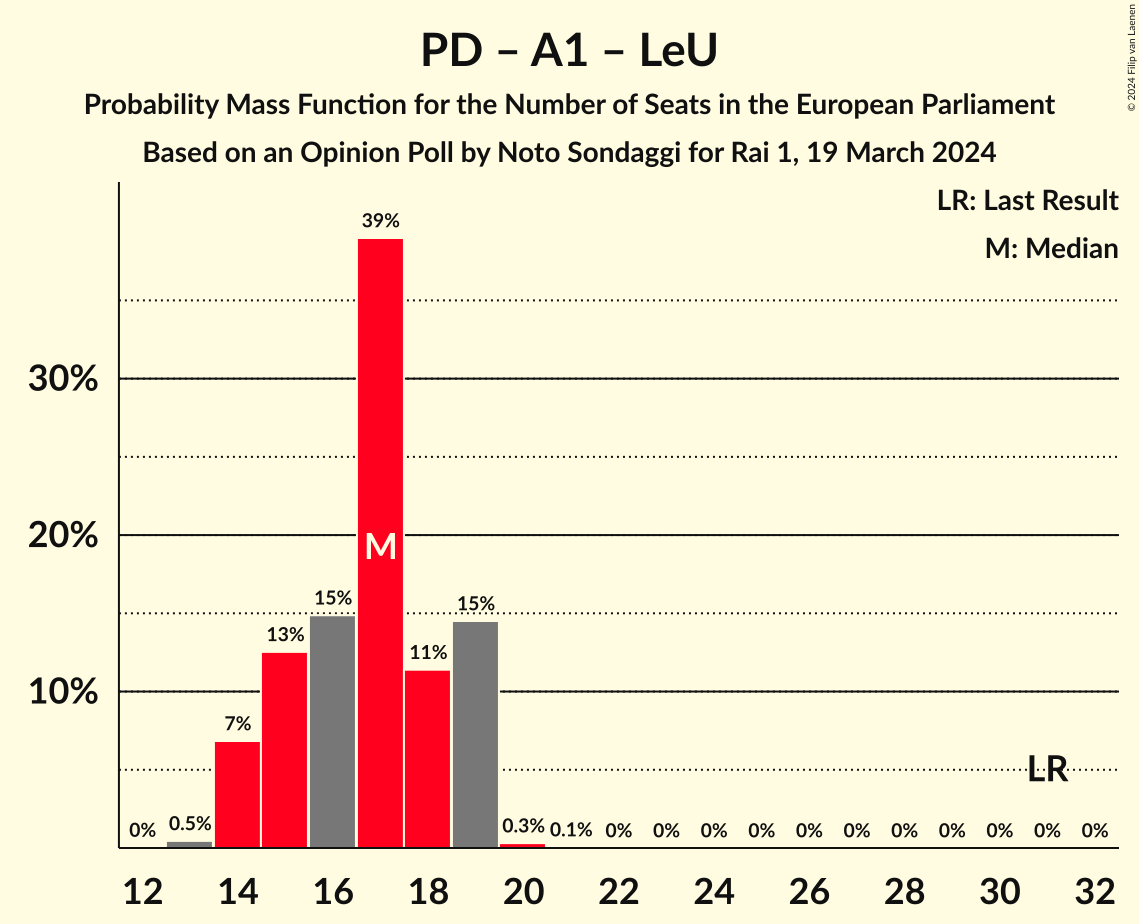 PD – A1 – LeU
Probability Mass Function for the Number of Seats in the European Parliament
Based on an Opinion Poll by Noto Sondaggi for Rai 1, 19 March 2024
© 2024 Filip van Laenen
LR: Last Result
M: Median
30%
20%
10%
0%
0.5%
7%
13%
15%
39%
M
11%
15%
0.3%
0.1%
0%
0%
0%
0%
0%
0%
0%
0%
0%
0%
0%
LR
12 14 16 18 20 22 24 26 28 30 32